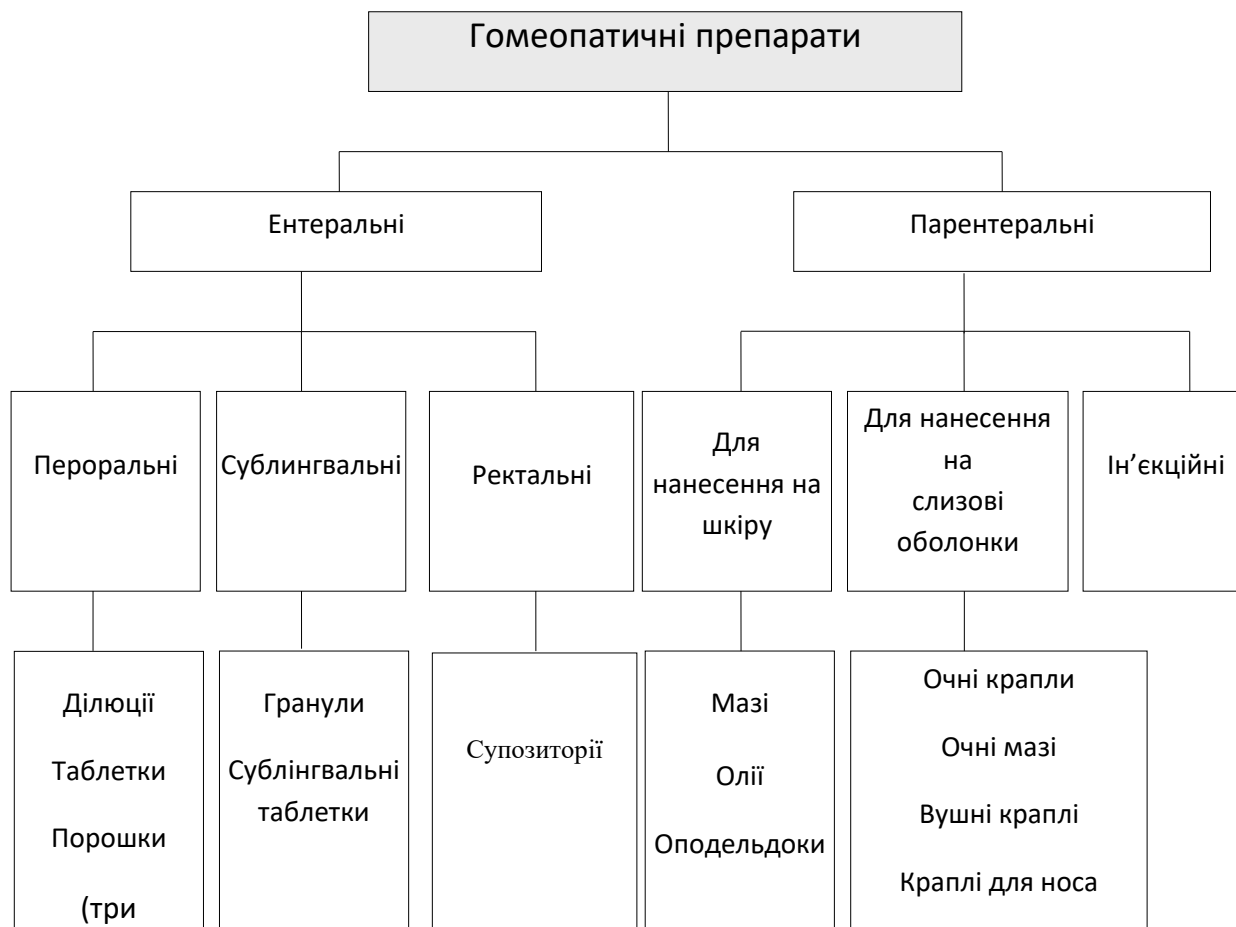 Гомеопатичні препарати
Ентеральні
Парентеральні
Пероральні
Сублингвальні
Ректальні
Для
нанесення на
шкіру
Для нанесення
на
слизові
оболонки
Ін’єкційні
Ділюції
Таблетки
Порошки
(три
Гранули
Сублінгвальні
таблетки
Супозиторії
Мазі
Олії
Оподельдоки
Очні крапли
Очні мазі
Вушні краплі
Краплі для носа